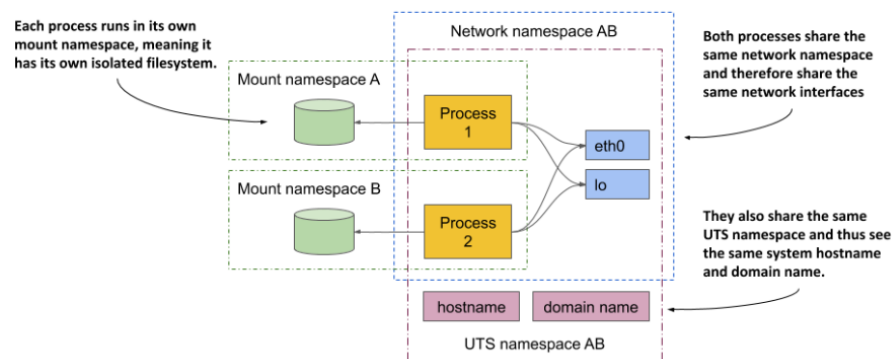 Each process runs in its own
mount namespace, meaning it
has its own isolated filesystem.
Network namespace AB
Both processes share the
same network namespace
and therefore share the
same network interfaces
Mount namespace A
Process
1
eth0
lo
Mount namespace B
Process
2
They also share the same
UTS namespace and thus see
the same system hostname
and domain name.
hostname
domain name
UTS namespace AB